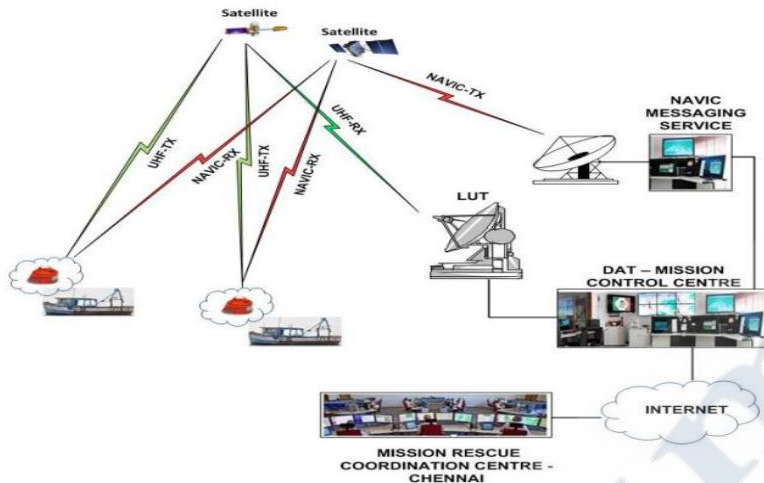 Satellite
Satellite
NAVIC-TX
UHF-RX
UHF-TX
NAVIC-RX
UHF-TX
NAVIC-RX
NAVIC
MESSAGING
SERVICE
LUT
DAT – MISSION
CONTROL CENTRE
INTERNET
MISSION RESCUE
COORDINATION CENTRE -
CHENNAI